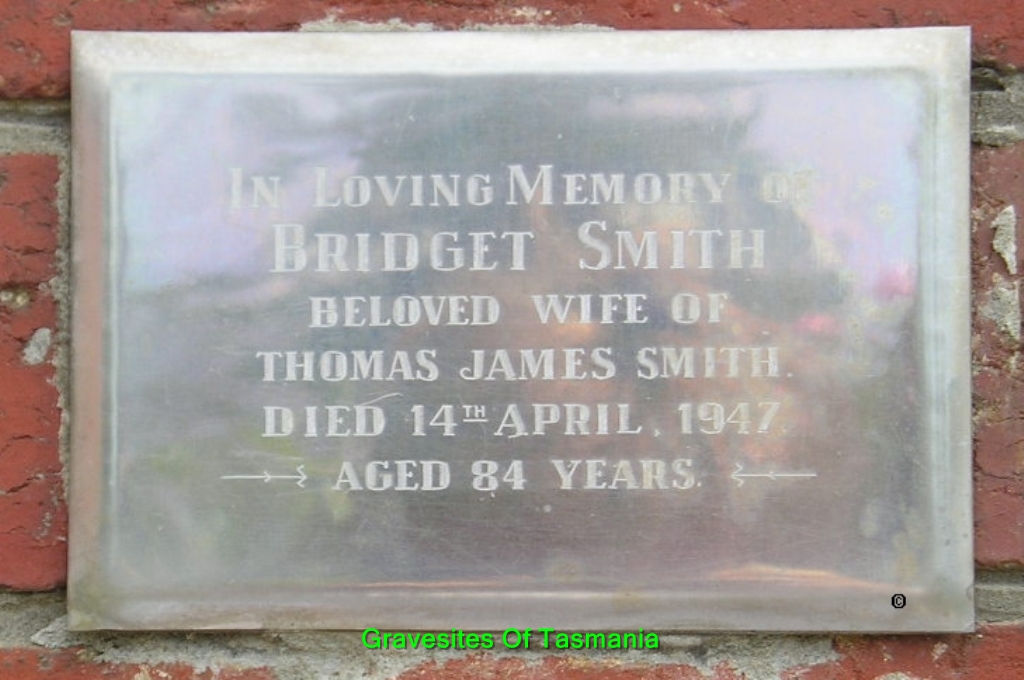 IN LOVING MEMORY OF
BRIDGET SMITH
BELOVED WIFE OF
THOMAS JAMES SMITH.
DIED 14TH APRIL, 1947.
AGED 84 YEARS.
©
Gravesites Of Tasmania